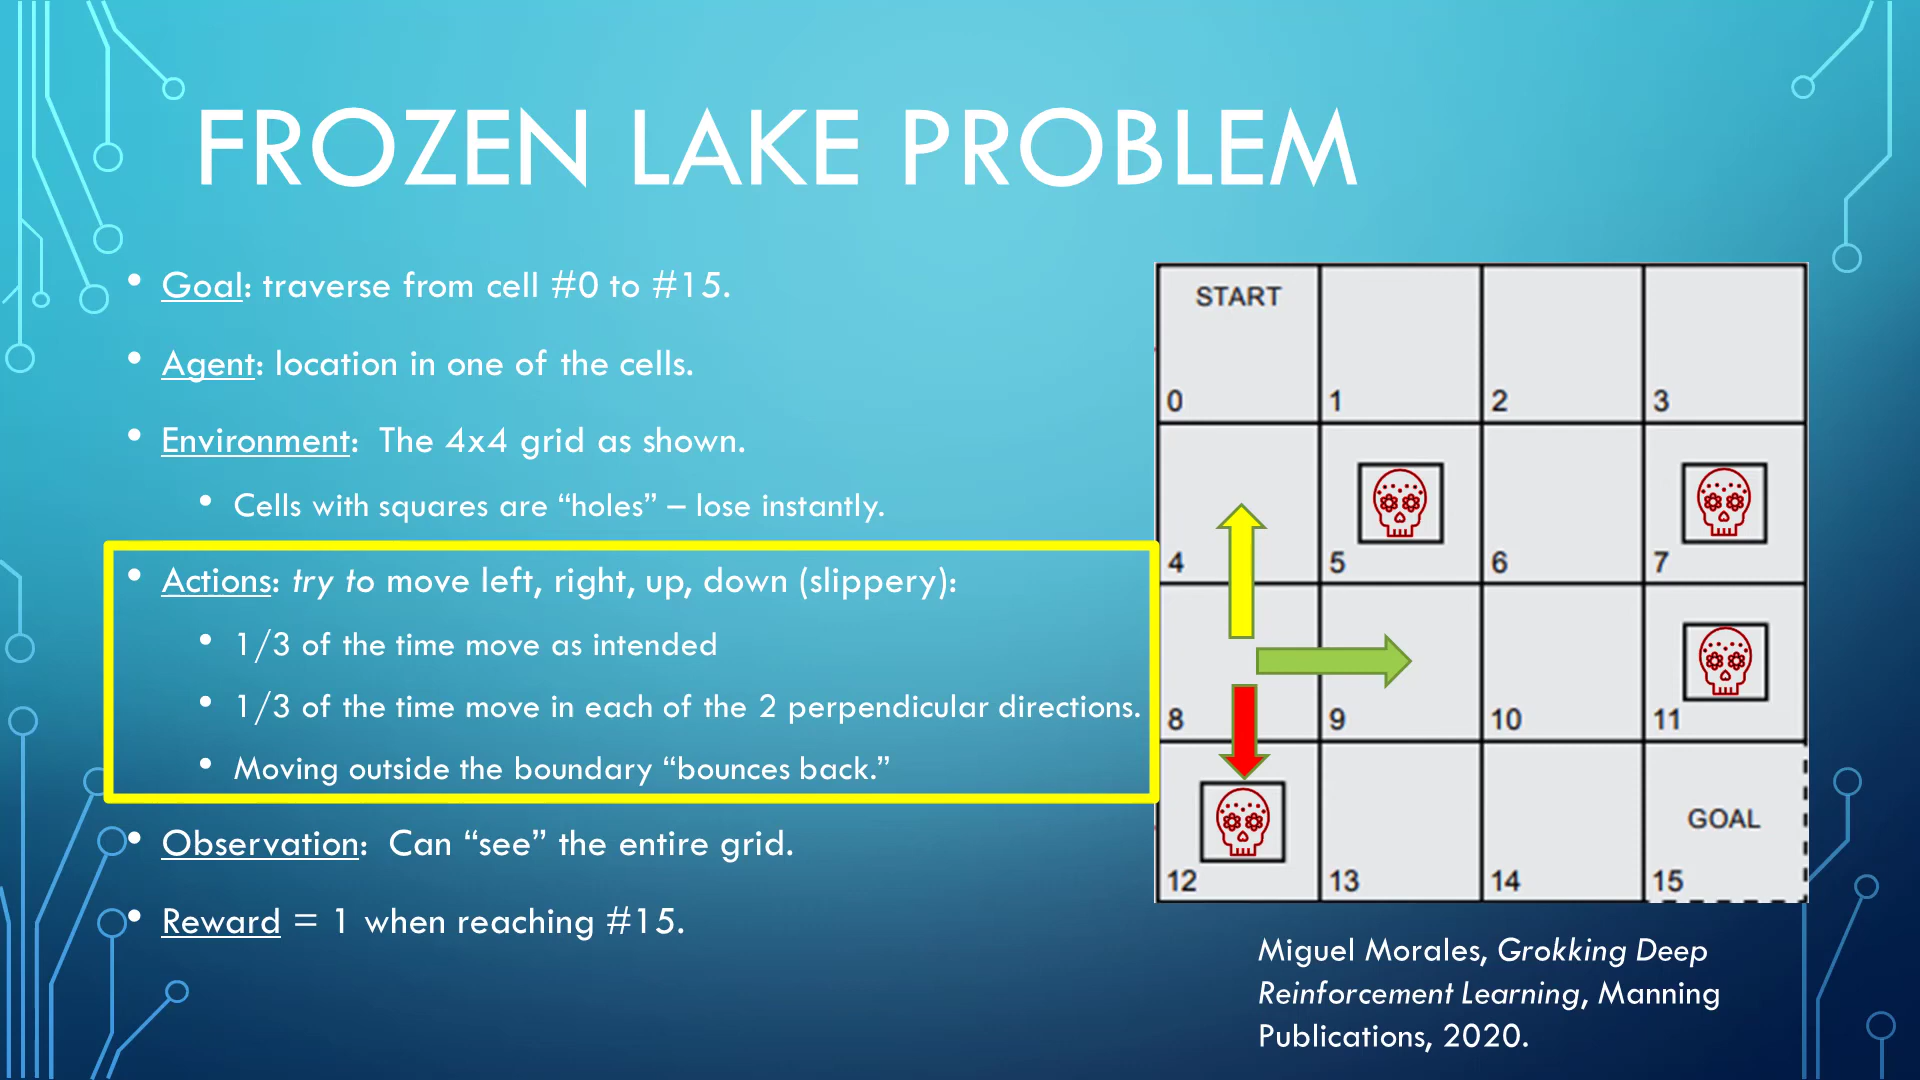 FROZEN LAKE PROBLEM
• Goal: traverse from cell #0 to #15.
• Agent: location in one of the cells.
• Environment:  The 4x4 grid as shown.
• Cells with squares are “holes” – lose instantly.
• Actions: try to move left, right, up, down (slippery):
• 1/3 of the time move as intended
• 1/3 of the time move in each of the 2 perpendicular directions.
• Moving outside the boundary “bounces back.”
• Observation:  Can “see” the entire grid.
• Reward = 1 when reaching #15.
START
0 1 2 3
4 5 6 7
8 9 10 11
GOAL
12 13 14 15
Miguel Morales, Grokking Deep
Reinforcement Learning, Manning
Publications, 2020.